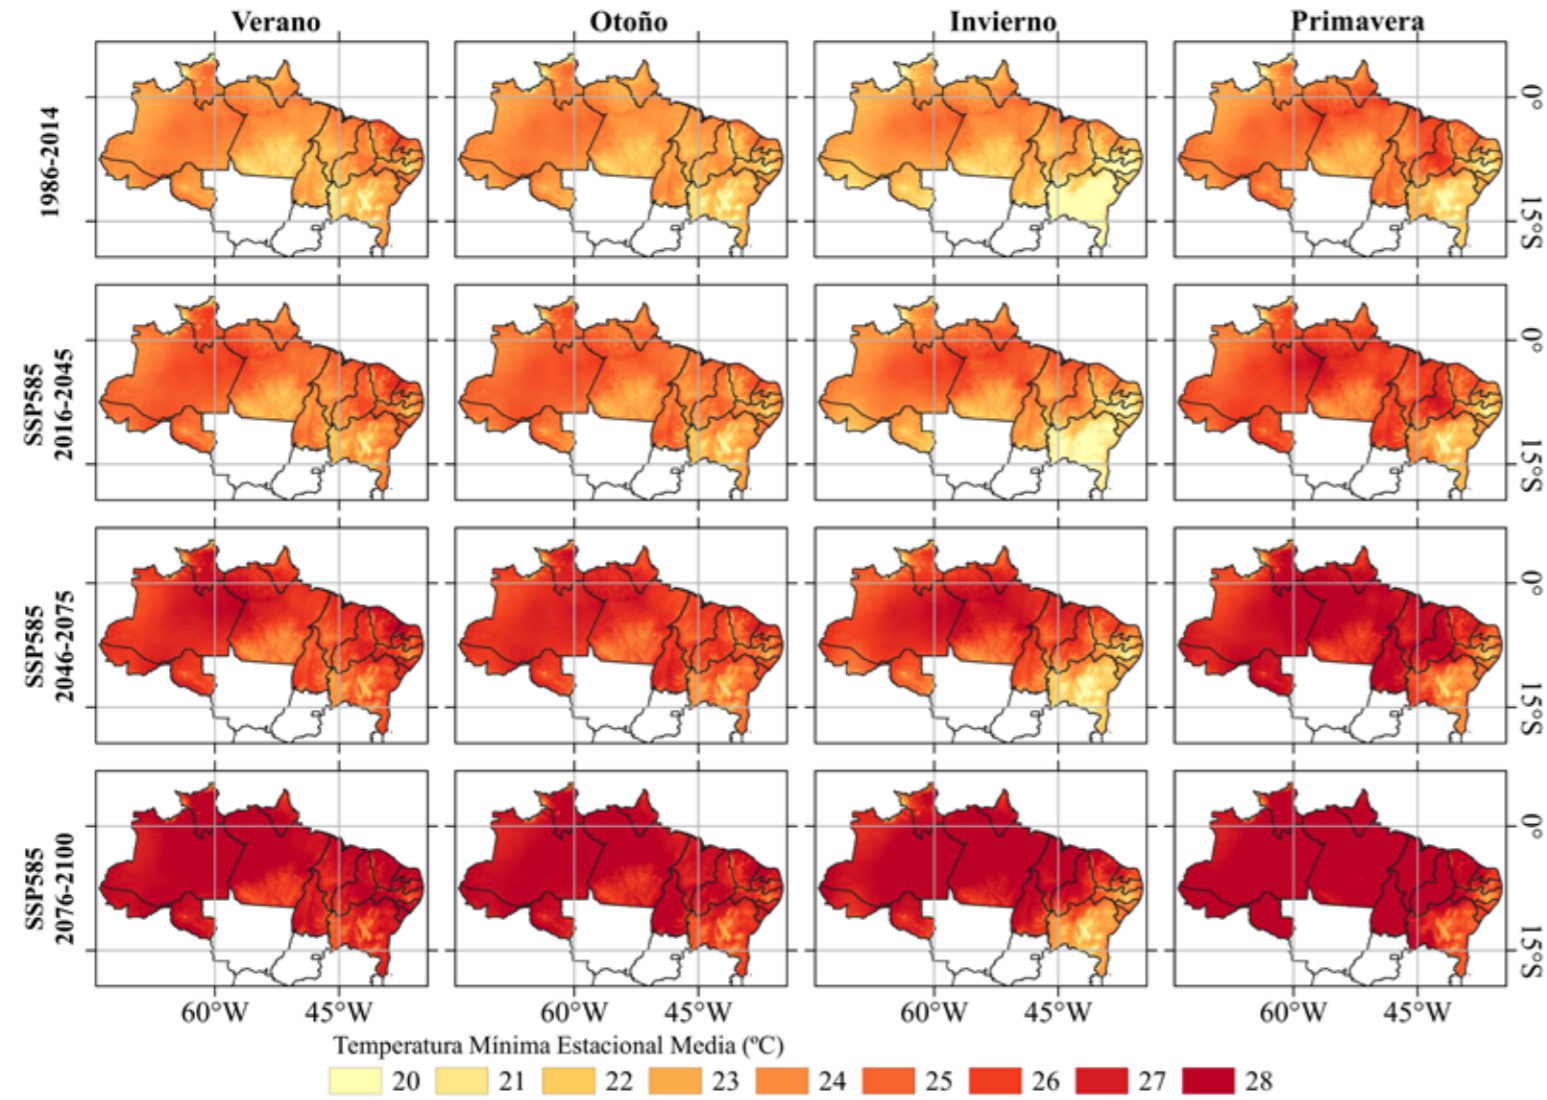 Verano Otoño Invierno Primavera
1986-2014
0°
15°S
SSP585
2016-2045
0°
15°S
SSP585
2046-2075
0°
15°S
SSP585
2076-2100
0°
15°S
60°W 45°W 60°W 45°W 60°W 45°W 60°W 45°W
Temperatura Mínima Estacional Media (ºC)
20 21 22 23 24 25 26 27 28